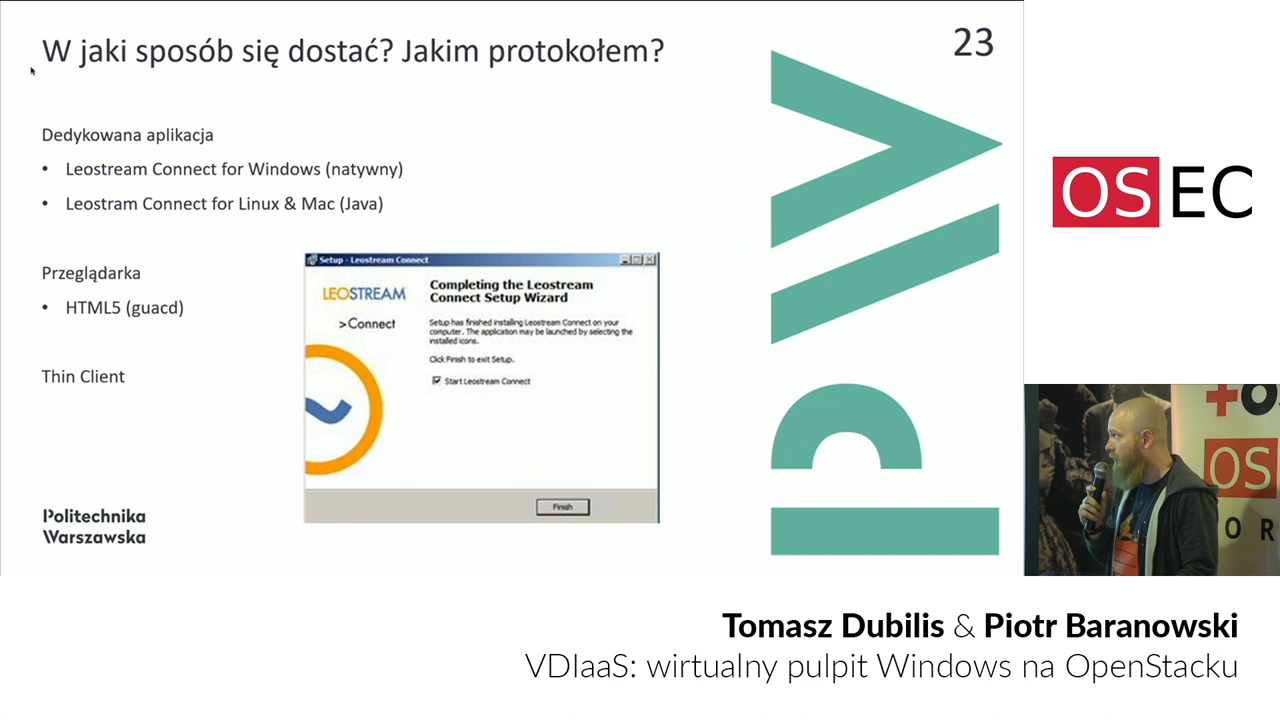 W jaki sposób się dostać? Jakim protokołem?
23
Dedykowana aplikacja
• Leostream Connect for Windows (natywny)
• Leostram Connect for Linux & Mac (Java)
Przeglądarka
• HTML5 (guacd)
Thin Client
Setup - Leostream Connect
LEOSTREAM
>Connect
Completing the Leostream
Connect Setup Wizard
Setup has finished installing Leostream Connect on your
computer. The application may be launched by selecting the
installed icons.
Click Finish to exit Setup.
Start Leostream Connect
Finish
Politechnika
Warszawska
PW
OSEC
OS
O R
Tomasz Dubilis & Piotr Baranowski
VDIaaS: wirtualny pulpit Windows na OpenStacku